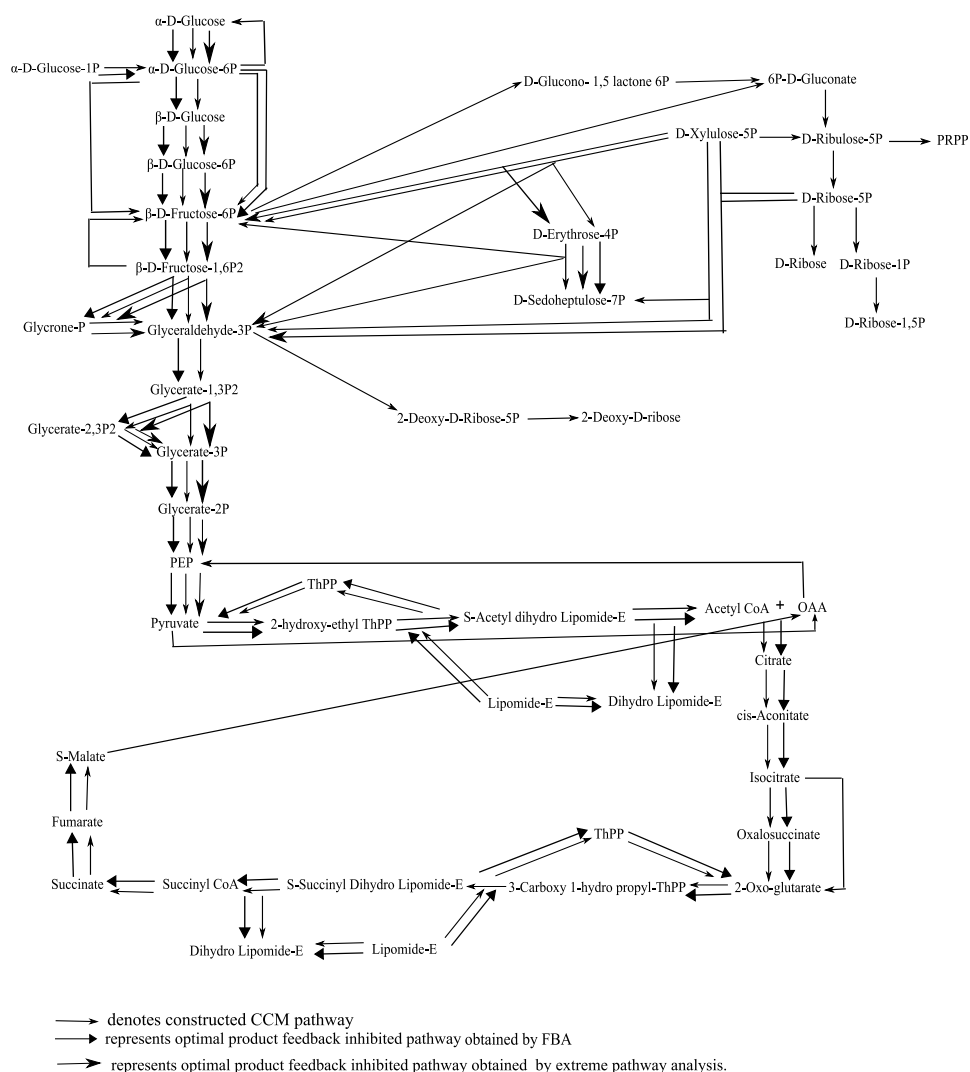 α-D-Glucose
α-D-Glucose-1P
α-D-Glucose-6P
D-Glucono- 1,5 lactone 6P
6P-D-Gluconate
β-D-Glucose
D-Xylulose-5P
D-Ribulose-5P
PRPP
β-D-Glucose-6P
D-Ribose-5P
β-D-Fructose-6P
D-Erythrose-4P
D-Ribose
D-Ribose-1P
β-D-Fructose-1,6P2
D-Sedoheptulose-7P
Glycrone-P
Glyceraldehyde-3P
D-Ribose-1,5P
Glycerate-1,3P2
2-Deoxy-D-Ribose-5P
2-Deoxy-D-ribose
Glycerate-2,3P2
Glycerate-3P
Glycerate-2P
PEP
ThPP
Pyruvate
2-hydroxy-ethyl ThPP
S-Acetyl dihydro Lipomide-E
Acetyl CoA + OAA
Citrate
Lipomide-E
Dihydro Lipomide-E
cis-Aconitate
S-Malate
Isocitrate
Fumarate
ThPP
Oxalosuccinate
Succinate
Succinyl CoA
S-Succinyl Dihydro Lipomide-E
3-Carboxy 1-hydro propyl-ThPP
2-Oxo-glutarate
Dihydro Lipomide-E
Lipomide-E
denotes constructed CCM pathway
represents optimal product feedback inhibited pathway obtained by FBA
represents optimal product feedback inhibited pathway obtained by extreme pathway analysis.